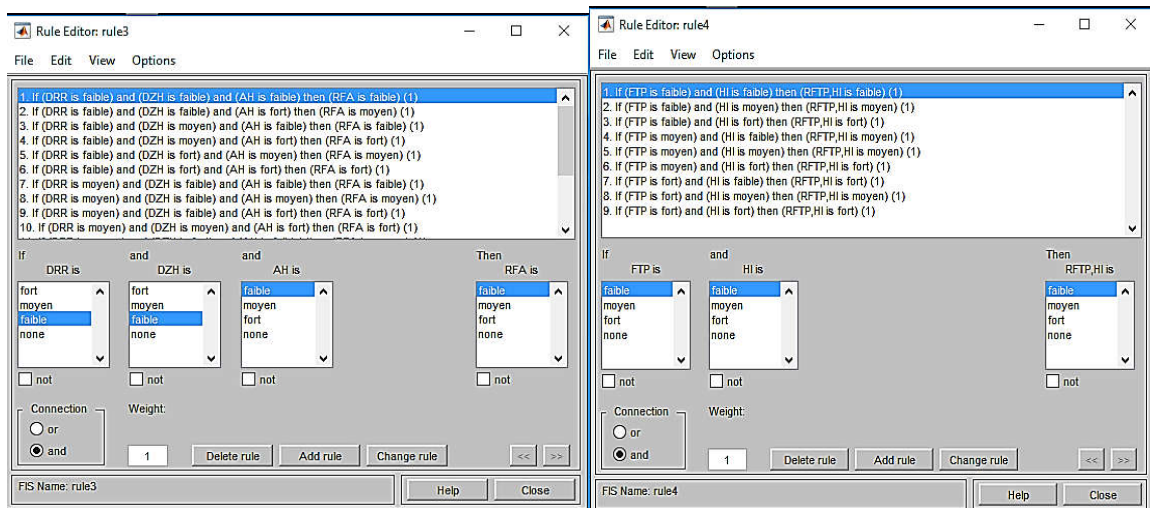 Rule Editor: rule3
File Edit View Options
1. If (DRR is faible) and (DZH is faible) and (AH is faible) then (RFA is faible) (1)
2. If (DRR is faible) and (DZH is faible) and (AH is fort) then (RFA is moyen) (1)
3. If (DRR is faible) and (DZH is moyen) and (AH is faible) then (RFA is faible) (1)
4. If (DRR is faible) and (DZH is moyen) and (AH is fort) then (RFA is fort) (1)
5. If (DRR is faible) and (DZH is fort) and (AH is moyen) then (RFA is moyen) (1)
6. If (DRR is faible) and (DZH is fort) and (AH is fort) then (RFA is fort) (1)
7. If (DRR is moyen) and (DZH is faible) and (AH is faible) then (RFA is faible) (1)
8. If (DRR is moyen) and (DZH is faible) and (AH is moyen) then (RFA is moyen) (1)
9. If (DRR is moyen) and (DZH is faible) and (AH is fort) then (RFA is fort) (1)
10. If (DRR is moyen) and (DZH is moyen) and (AH is fort) then (RFA is fort) (1)
If and and Then
DRR is DZH is AH is RFA is
fort fort faible faible
moyen moyen moyen moyen
faible faible fort fort
none none none none
not not not not
Connection Weight:
or
and 1 Delete rule Add rule Change rule << >>
FIS Name: rule3 Help Close
Rule Editor: rule4
File Edit View Options
1. If (FTP is faible) and (HI is faible) then (RFTP,HI is faible) (1)
2. If (FTP is faible) and (HI is moyen) then (RFTP,HI is moyen) (1)
3. If (FTP is faible) and (HI is fort) then (RFTP,HI is fort) (1)
4. If (FTP is moyen) and (HI is faible) then (RFTP,HI is moyen) (1)
5. If (FTP is moyen) and (HI is moyen) then (RFTP,HI is moyen) (1)
6. If (FTP is moyen) and (HI is fort) then (RFTP,HI is fort) (1)
7. If (FTP is fort) and (HI is faible) then (RFTP,HI is fort) (1)
8. If (FTP is fort) and (HI is moyen) then (RFTP,HI is moyen) (1)
9. If (FTP is fort) and (HI is fort) then (RFTP,HI is fort) (1)
If and Then
FTP is HI is RFTP,HI is
faible faible faible
moyen moyen moyen
fort fort fort
none none none
not not not
Connection Weight:
or
and 1 Delete rule Add rule Change rule << >>
FIS Name: rule4 Help Close